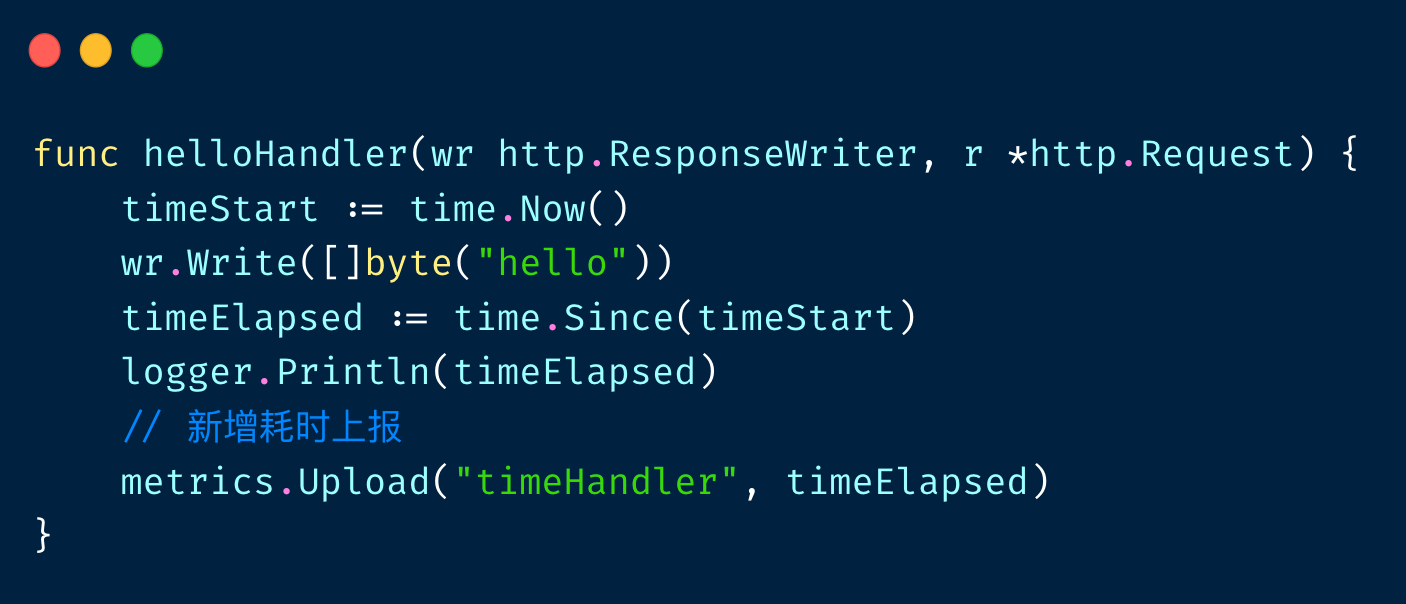 func helloHandler(wr http.ResponseWriter, r *http.Request) {
    timeStart := time.Now()
    wr.Write([]byte("hello"))
    timeElapsed := time.Since(timeStart)
    logger.Println(timeElapsed)
    // 新增耗时上报
    metrics.Upload("timeHandler", timeElapsed)
}